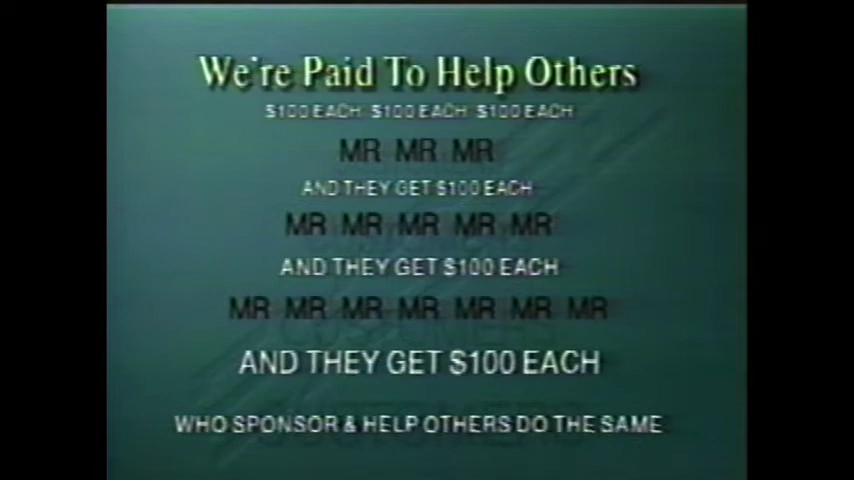 We're Paid To Help Others
$100 EACH $100 EACH $100 EACH
MR MR MR
AND THEY GET $100 EACH
MR MR MR MR MR
AND THEY GET $100 EACH
MR MR MR MR MR MR MR
AND THEY GET $100 EACH
WHO SPONSOR & HELP OTHERS DO THE SAME